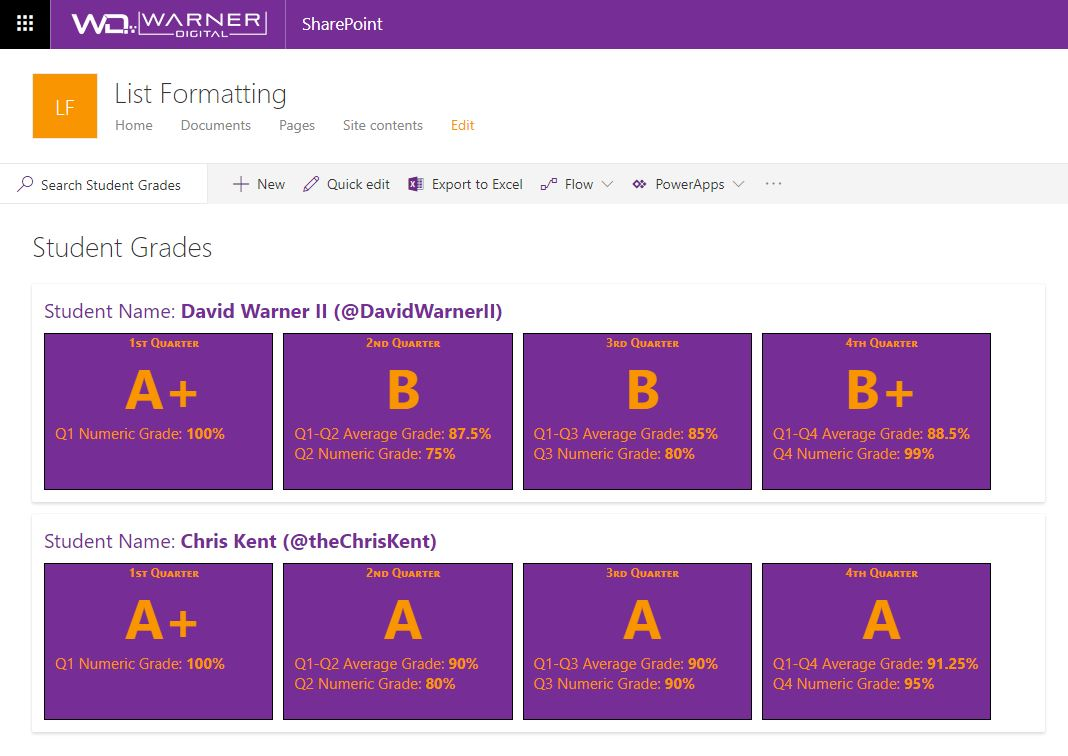 WD WARNER DIGITAL SharePoint
LF
List Formatting
Home Documents Pages Site contents Edit
Search Student Grades New Quick edit Export to Excel Flow PowerApps ...
Student Grades
Student Name: David Warner II (@DavidWarnerII)
1st Quarter 2nd Quarter 3rd Quarter 4th Quarter
A+ B B B+
Q1 Numeric Grade: 100% Q1-Q2 Average Grade: 87.5% Q1-Q3 Average Grade: 85% Q1-Q4 Average Grade: 88.5%
Q2 Numeric Grade: 75% Q3 Numeric Grade: 80% Q4 Numeric Grade: 99%
Student Name: Chris Kent (@theChrisKent)
1st Quarter 2nd Quarter 3rd Quarter 4th Quarter
A+ A A A
Q1 Numeric Grade: 100% Q1-Q2 Average Grade: 90% Q1-Q3 Average Grade: 90% Q1-Q4 Average Grade: 91.25%
Q2 Numeric Grade: 80% Q3 Numeric Grade: 90% Q4 Numeric Grade: 95%